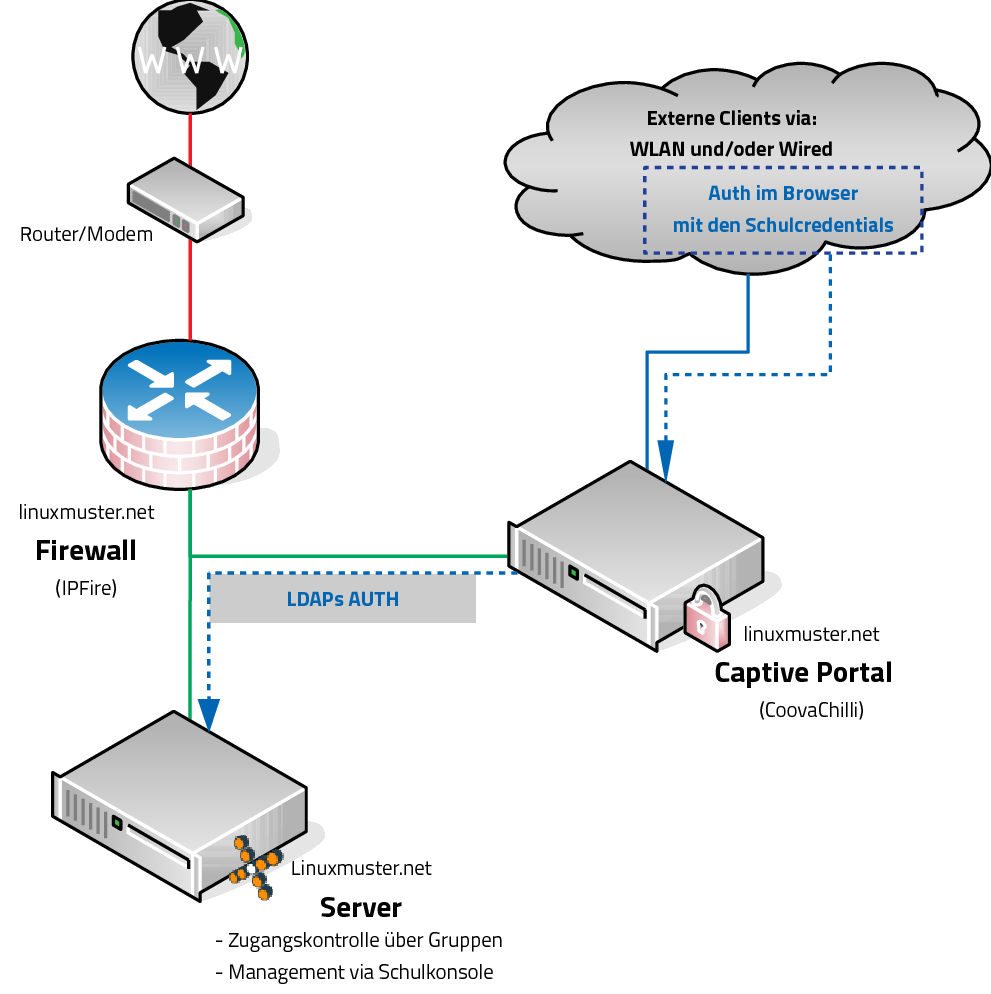 WWW
Externe Clients via:
WLAN und/oder Wired
Auth im Browser
mit den Schulcredentials
Router/Modem
linuxmuster.net
Firewall
(IPFire)
LDAPs AUTH
linuxmuster.net
Captive Portal
(CoovaChilli)
Linuxmuster.net
Server
- Zugangskontrolle über Gruppen
- Management via Schulkonsole